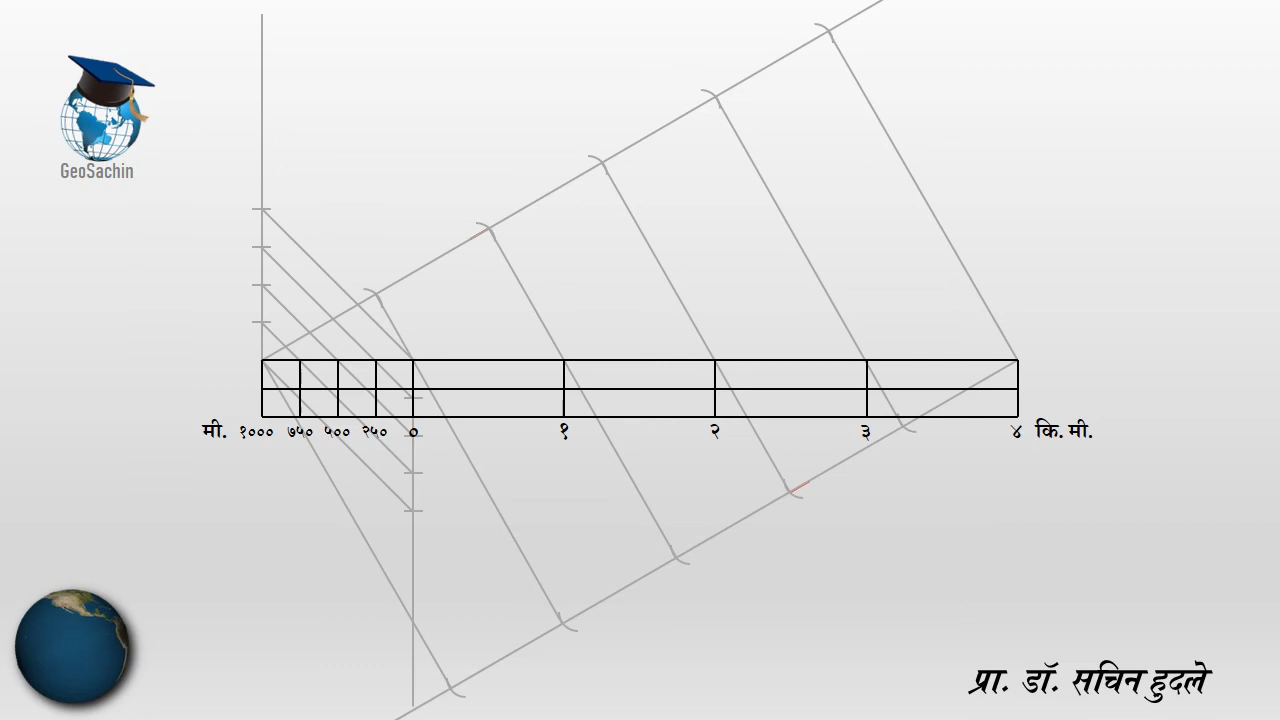 GeoSachin
मी. १००० ७५० ५०० २५० ० १ २ ३ ४ कि. मी.
प्रा. डॉ. सचिन हुदले